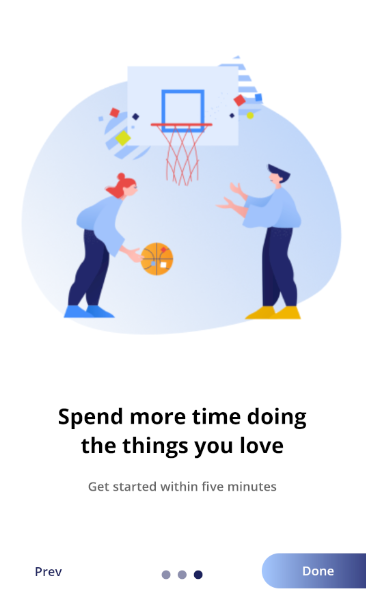 Spend more time doing
the things you love
Get started within five minutes
Prev
Done